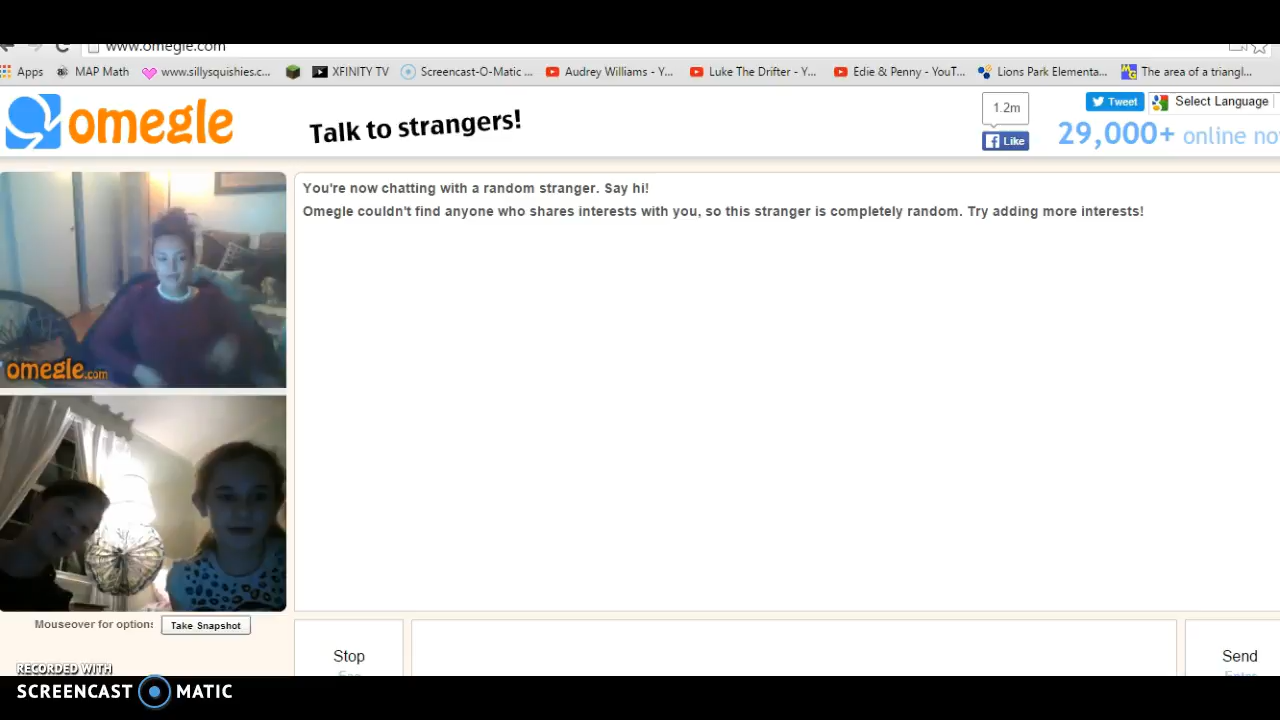 www.omegle.com
Apps MAP Math www.sillysquishies.c... XFINITY TV Screencast-O-Matic ... Audrey Williams - Y... Luke The Drifter - Y... Edie & Penny - YouT... Lions Park Elementa... The area of a triangl...
omegle Talk to strangers! 1.2m Like Tweet Select Language
29,000+ online no
You're now chatting with a random stranger. Say hi!
Omegle couldn't find anyone who shares interests with you, so this stranger is completely random. Try adding more interests!
omegle.com
Mouseover for options Take Snapshot
Stop Send
Esc Enter
RECORDED WITH
SCREENCAST MATIC